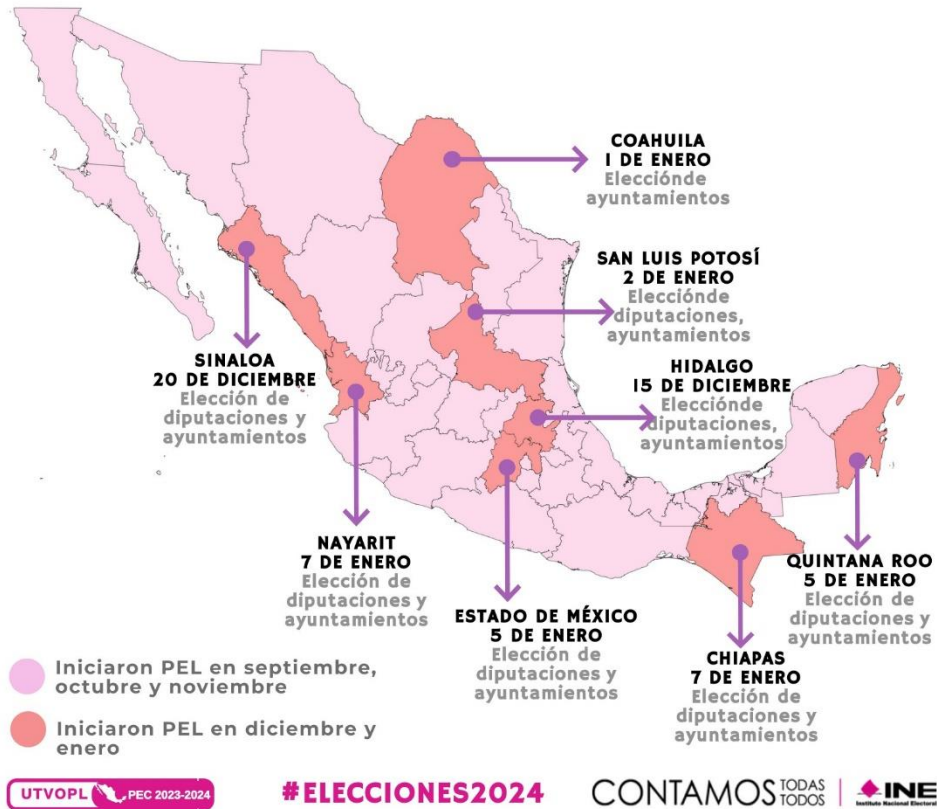 COAHUILA
1 DE ENERO
Elecciónde
ayuntamientos
SAN LUIS POTOSÍ
2 DE ENERO
Elecciónde
diputaciones,
ayuntamientos
SINALOA
20 DE DICIEMBRE
Elección de
diputaciones y
ayuntamientos
HIDALGO
15 DE DICIEMBRE
Elecciónde
diputaciones,
ayuntamientos
NAYARIT
7 DE ENERO
Elección de
diputaciones y
ayuntamientos
ESTADO DE MÉXICO
5 DE ENERO
Elección de
diputaciones y
ayuntamientos
QUINTANA ROO
5 DE ENERO
Elección de
diputaciones y
ayuntamientos
CHIAPAS
7 DE ENERO
Elección de
diputaciones y
ayuntamientos
Iniciaron PEL en septiembre,
octubre y noviembre
Iniciaron PEL en diciembre y
enero
UTVOPL PEC 2023-2024
#ELECCIONES2024
CONTAMOS TODAS
TODOS
INE
Instituto Nacional Electoral